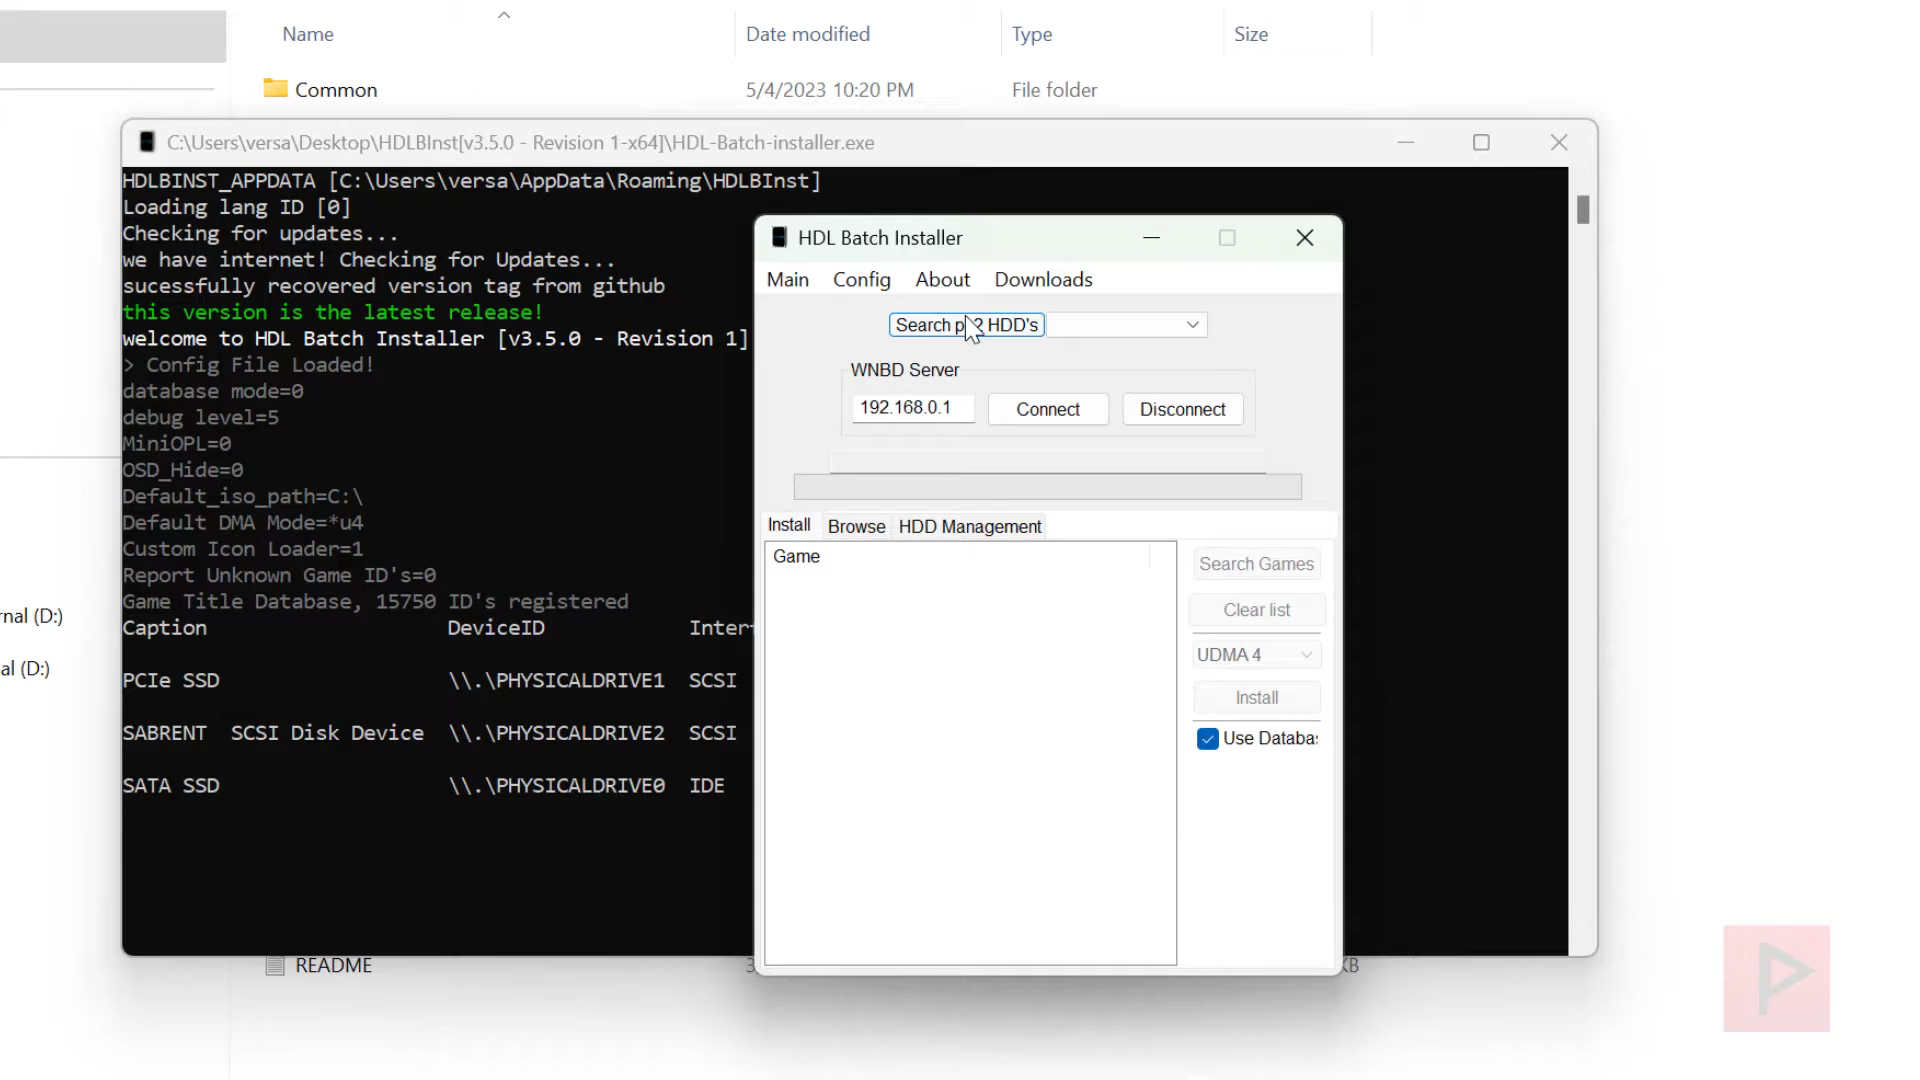 Name
Date modified
Type
Size
Common
5/4/2023 10:20 PM
File folder
C:\Users\versa\Desktop\HDLBInst[v3.5.0 - Revision 1-x64]\HDL-Batch-installer.exe
HDLBINST_APPDATA [C:\Users\versa\AppData\Roaming\HDLBInst]
Loading lang ID [0]
Checking for updates...
we have internet! Checking for Updates...
sucessfully recovered version tag from github
this version is the latest release!
welcome to HDL Batch Installer [v3.5.0 - Revision 1]
> Config File Loaded!
database mode=0
debug level=5
MiniOPL=0
OSD_Hide=0
Default_iso_path=C:\
Default DMA Mode=*u4
Custom Icon Loader=1
Report Unknown Game ID's=0
Game Title Database, 15750 ID's registered
Caption DeviceID
PCIe SSD \\.\PHYSICALDRIVE1 SCSI
SABRENT SCSI Disk Device \\.\PHYSICALDRIVE2 SCSI
SATA SSD \\.\PHYSICALDRIVE0 IDE
HDL Batch Installer
Main Config About Downloads
Search HDD's
WNBD Server
192.168.0.1
Connect
Disconnect
Install Browse HDD Management
Game
Search Games
Clear list
UDMA 4
Install
Use
(D:)
(D:)
README
KB